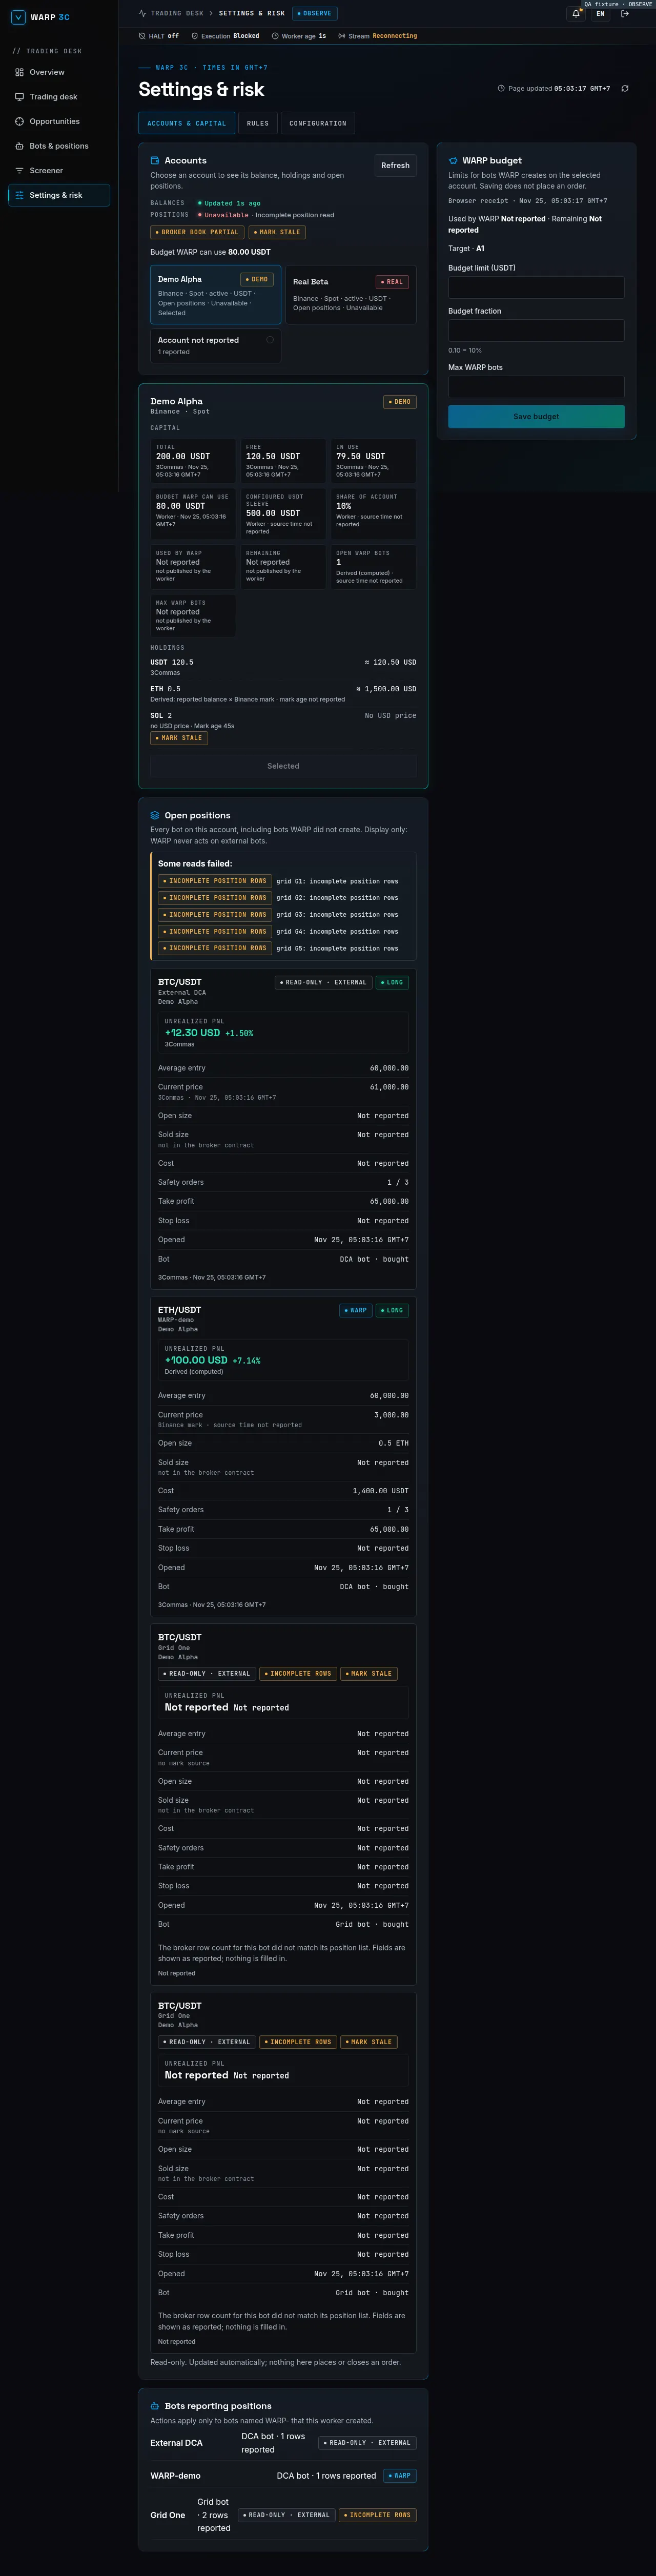 QA fixture · OBSERVE
WARP 3C
TRADING DESK > SETTINGS & RISK
OBSERVE
EN
HALT off
Execution Blocked
Worker age 1s
Stream Reconnecting
// TRADING DESK
Overview
Trading desk
Opportunities
Bots & positions
Screener
Settings & risk
WARP 3C · TIMES IN GMT+7
Settings & risk
Page updated 05:03:17 GMT+7
ACCOUNTS & CAPITAL
RULES
CONFIGURATION
Accounts
Choose an account to see its balance, holdings and open
positions.
Refresh
BALANCES Updated 1s ago
POSITIONS Unavailable · Incomplete position read
BROKER BOOK PARTIAL
MARK STALE
Budget WARP can use 80.00 USDT
Demo Alpha
DEMO
Binance · Spot · active · USDT ·
Open positions · Unavailable ·
Selected
Real Beta
REAL
Binance · Spot · active · USDT ·
Open positions · Unavailable
Account not reported
1 reported
WARP budget
Limits for bots WARP creates on the selected
account. Saving does not place an order.
Browser receipt · Nov 25, 05:03:17 GMT+7
Used by WARP Not reported · Remaining Not
reported
Target · A1
Budget limit (USDT)
Budget fraction
0.10 = 10%
Max WARP bots
Save budget
Demo Alpha
Binance · Spot
DEMO
CAPITAL
TOTAL
200.00 USDT
3Commas · Nov 25,
05:03:16 GMT+7
FREE
120.50 USDT
3Commas · Nov 25,
05:03:16 GMT+7
IN USE
79.50 USDT
3Commas · Nov 25,
05:03:16 GMT+7
BUDGET WARP CAN USE
80.00 USDT
Worker · Nov 25, 05:03:16
GMT+7
CONFIGURED USDT
SLEEVE
500.00 USDT
Worker · source time not
reported
SHARE OF ACCOUNT
10%
Worker · source time not
reported
USED BY WARP
Not reported
not published by the
worker
REMAINING
Not reported
not published by the
worker
OPEN WARP BOTS
1
Derived (computed) ·
source time not reported
MAX WARP BOTS
Not reported
not published by the
worker
HOLDINGS
USDT 120.5
≈ 120.50 USD
3Commas
ETH 0.5
≈ 1,500.00 USD
Derived: reported balance × Binance mark · mark age not reported
SOL 2
No USD price
no USD price · Mark age 45s
MARK STALE
Selected
Open positions
Every bot on this account, including bots WARP did not create. Display only:
WARP never acts on external bots.
Some reads failed:
INCOMPLETE POSITION ROWS grid G1: incomplete position rows
INCOMPLETE POSITION ROWS grid G2: incomplete position rows
INCOMPLETE POSITION ROWS grid G3: incomplete position rows
INCOMPLETE POSITION ROWS grid G4: incomplete position rows
INCOMPLETE POSITION ROWS grid G5: incomplete position rows
BTC/USDT
External DCA
Demo Alpha
READ-ONLY · EXTERNAL
LONG
UNREALIZED PNL
+12.30 USD +1.50%
3Commas
Average entry 60,000.00
Current price 61,000.00
3Commas · Nov 25, 05:03:16 GMT+7
Open size Not reported
Sold size Not reported
not in the broker contract
Cost Not reported
Safety orders 1 / 3
Take profit 65,000.00
Stop loss Not reported
Opened Nov 25, 05:03:16 GMT+7
Bot DCA bot · bought
3Commas · Nov 25, 05:03:16 GMT+7
ETH/USDT
WARP-demo
Demo Alpha
WARP
LONG
UNREALIZED PNL
+100.00 USD +7.14%
Derived (computed)
Average entry 60,000.00
Current price 3,000.00
Binance mark · source time not reported
Open size 0.5 ETH
Sold size Not reported
not in the broker contract
Cost 1,400.00 USDT
Safety orders 1 / 3
Take profit 65,000.00
Stop loss Not reported
Opened Nov 25, 05:03:16 GMT+7
Bot DCA bot · bought
3Commas · Nov 25, 05:03:16 GMT+7
BTC/USDT
Grid One
Demo Alpha
READ-ONLY · EXTERNAL
INCOMPLETE ROWS
MARK STALE
UNREALIZED PNL
Not reported Not reported
Average entry Not reported
Current price Not reported
no mark source
Open size Not reported
Sold size Not reported
not in the broker contract
Cost Not reported
Safety orders Not reported
Take profit Not reported
Stop loss Not reported
Opened Nov 25, 05:03:16 GMT+7
Bot Grid bot · bought
The broker row count for this bot did not match its position list. Fields are
shown as reported; nothing is filled in.
Not reported
BTC/USDT
Grid One
Demo Alpha
READ-ONLY · EXTERNAL
INCOMPLETE ROWS
MARK STALE
UNREALIZED PNL
Not reported Not reported
Average entry Not reported
Current price Not reported
no mark source
Open size Not reported
Sold size Not reported
not in the broker contract
Cost Not reported
Safety orders Not reported
Take profit Not reported
Stop loss Not reported
Opened Nov 25, 05:03:16 GMT+7
Bot Grid bot · bought
The broker row count for this bot did not match its position list. Fields are
shown as reported; nothing is filled in.
Not reported
Read-only. Updated automatically; nothing here places or closes an order.
Bots reporting positions
Actions apply only to bots named WARP- that this worker created.
External DCA
DCA bot · 1 rows
reported
READ-ONLY · EXTERNAL
WARP-demo
DCA bot · 1 rows reported
WARP
Grid One
Grid bot
· 2 rows
reported
READ-ONLY · EXTERNAL
INCOMPLETE ROWS